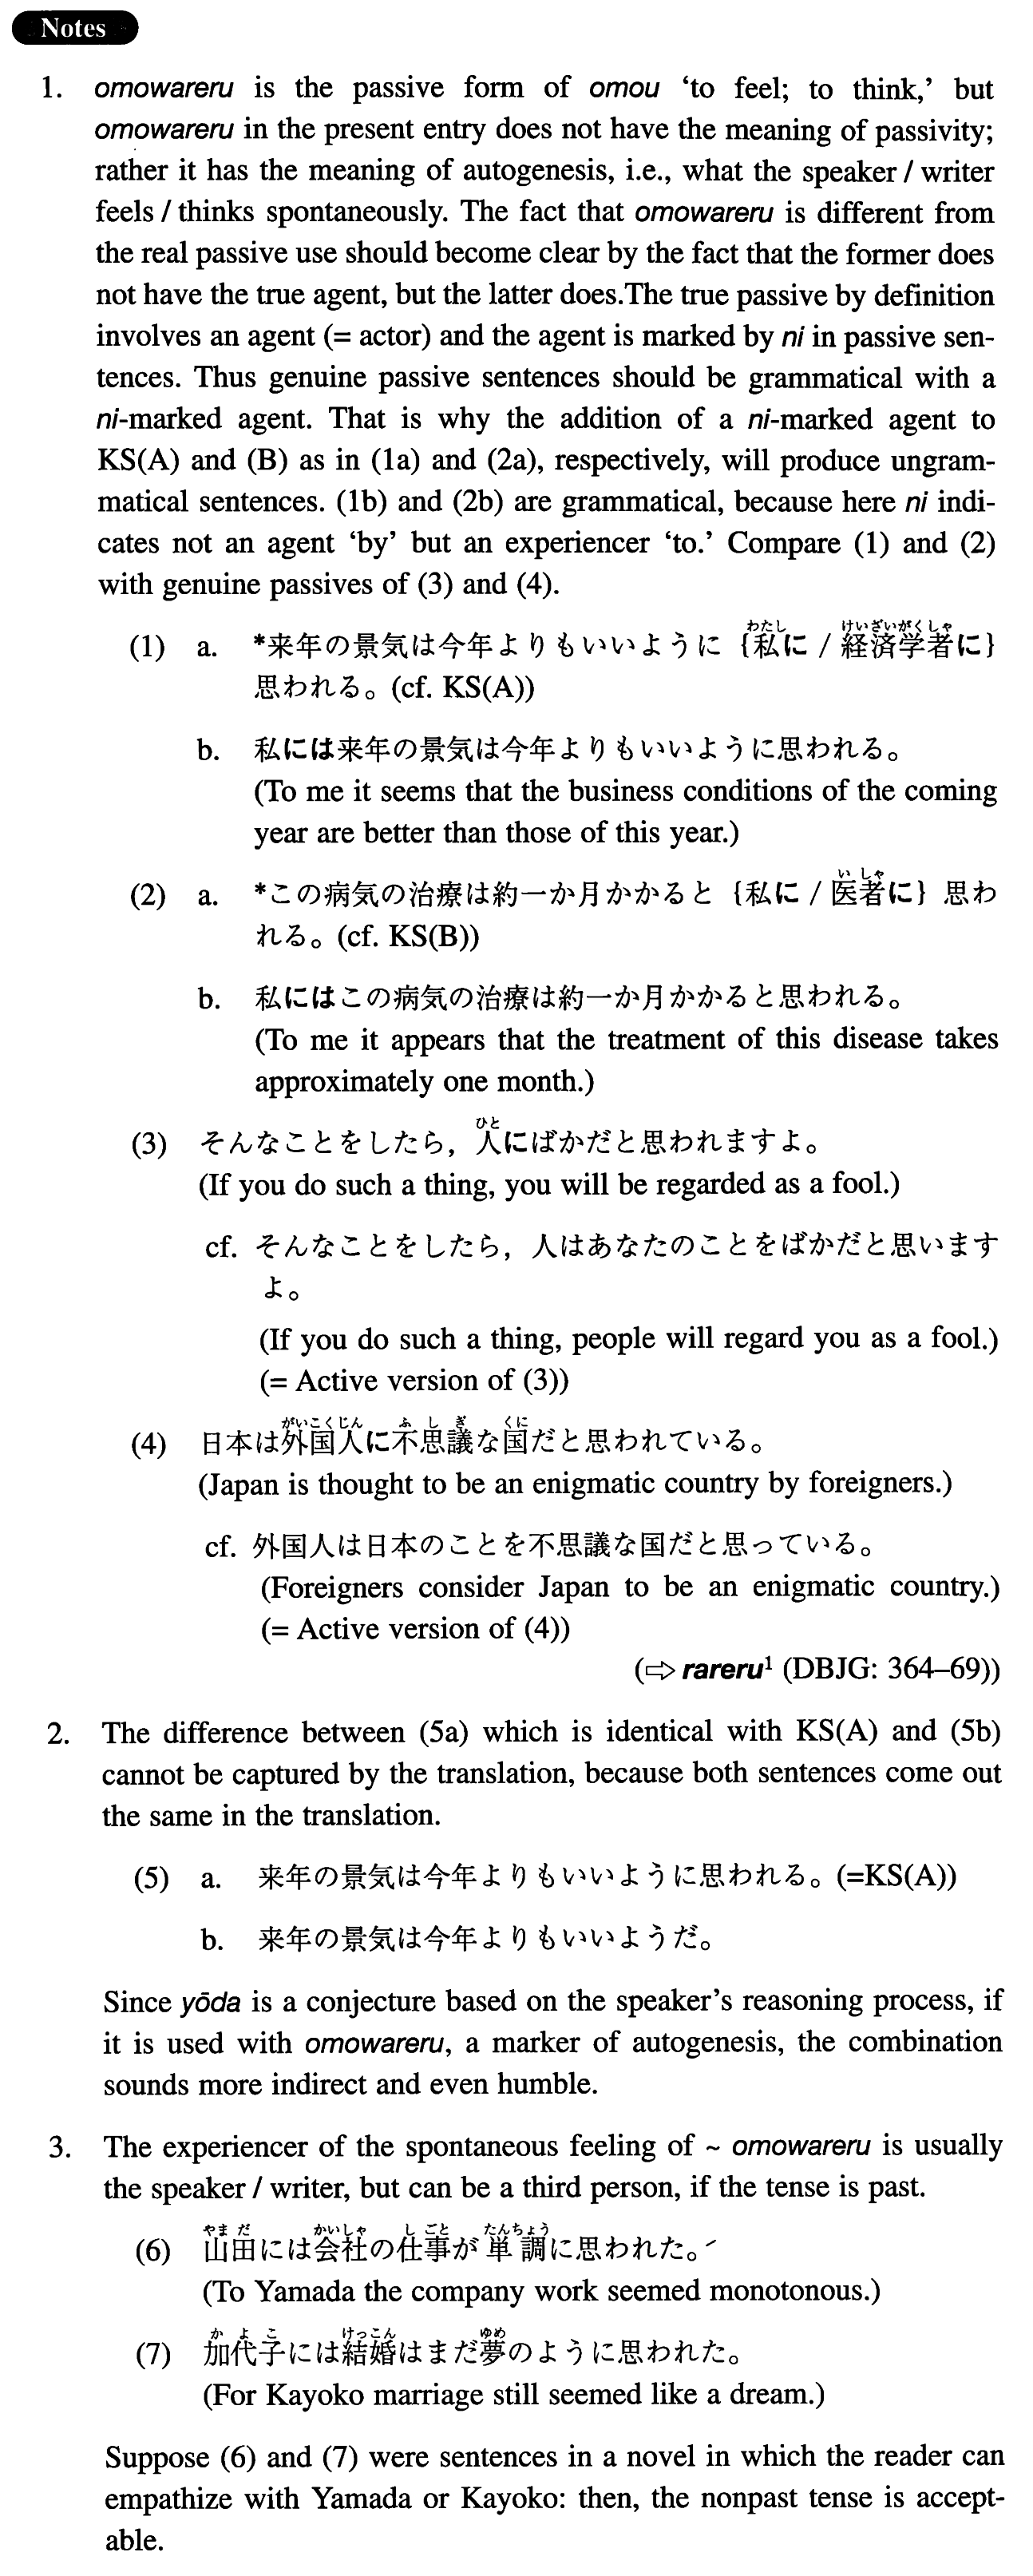 Notes
1. omowareru is the passive form of omou ‘to feel; to think,’ but
omowareru in the present entry does not have the meaning of passivity;
rather it has the meaning of autogenesis, i.e., what the speaker / writer
feels / thinks spontaneously. The fact that omowareru is different from
the real passive use should become clear by the fact that the former does
not have the true agent, but the latter does.The true passive by definition
involves an agent (= actor) and the agent is marked by ni in passive sen-
tences. Thus genuine passive sentences should be grammatical with a
ni-marked agent. That is why the addition of a ni-marked agent to
KS(A) and (B) as in (1a) and (2a), respectively, will produce ungram-
matical sentences. (1b) and (2b) are grammatical, because here ni indi-
cates not an agent ‘by’ but an experiencer ‘to.’ Compare (1) and (2)
with genuine passives of (3) and (4).
わたし けいざいがくしゃ
(1) a. *来年の景気は今年よりもいいように {私に / 経済学者に}
思われる。(cf. KS(A))
b. 私には来年の景気は今年よりもいいように思われる。
(To me it seems that the business conditions of the coming
year are better than those of this year.)
いしゃ
(2) a. *この病気の治療は約一か月かかると {私に / 医者に} 思わ
れる。(cf. KS(B))
b. 私にはこの病気の治療は約一か月かかると思われる。
(To me it appears that the treatment of this disease takes
approximately one month.)
ひと
(3) そんなことをしたら，人にばかだと思われますよ。
(If you do such a thing, you will be regarded as a fool.)
cf. そんなことをしたら，人はあなたのことをばかだと思います
よ。
(If you do such a thing, people will regard you as a fool.)
(= Active version of (3))
がいこくじん ふしぎ くに
(4) 日本は外国人に不思議な国だと思われている。
(Japan is thought to be an enigmatic country by foreigners.)
cf. 外国人は日本のことを不思議な国だと思っている。
(Foreigners consider Japan to be an enigmatic country.)
(= Active version of (4))
(⇨ rareru¹ (DBJG: 364–69))
2. The difference between (5a) which is identical with KS(A) and (5b)
cannot be captured by the translation, because both sentences come out
the same in the translation.
(5) a. 来年の景気は今年よりもいいように思われる。(=KS(A))
b. 来年の景気は今年よりもいいようだ。
Since yōda is a conjecture based on the speaker’s reasoning process, if
it is used with omowareru, a marker of autogenesis, the combination
sounds more indirect and even humble.
3. The experiencer of the spontaneous feeling of ~ omowareru is usually
the speaker / writer, but can be a third person, if the tense is past.
やまだ かいしゃ しごと たんちょう
(6) 山田には会社の仕事が単調に思われた。
(To Yamada the company work seemed monotonous.)
かよこ けっこん ゆめ
(7) 加代子には結婚はまだ夢のように思われた。
(For Kayoko marriage still seemed like a dream.)
Suppose (6) and (7) were sentences in a novel in which the reader can
empathize with Yamada or Kayoko: then, the nonpast tense is accept-
able.